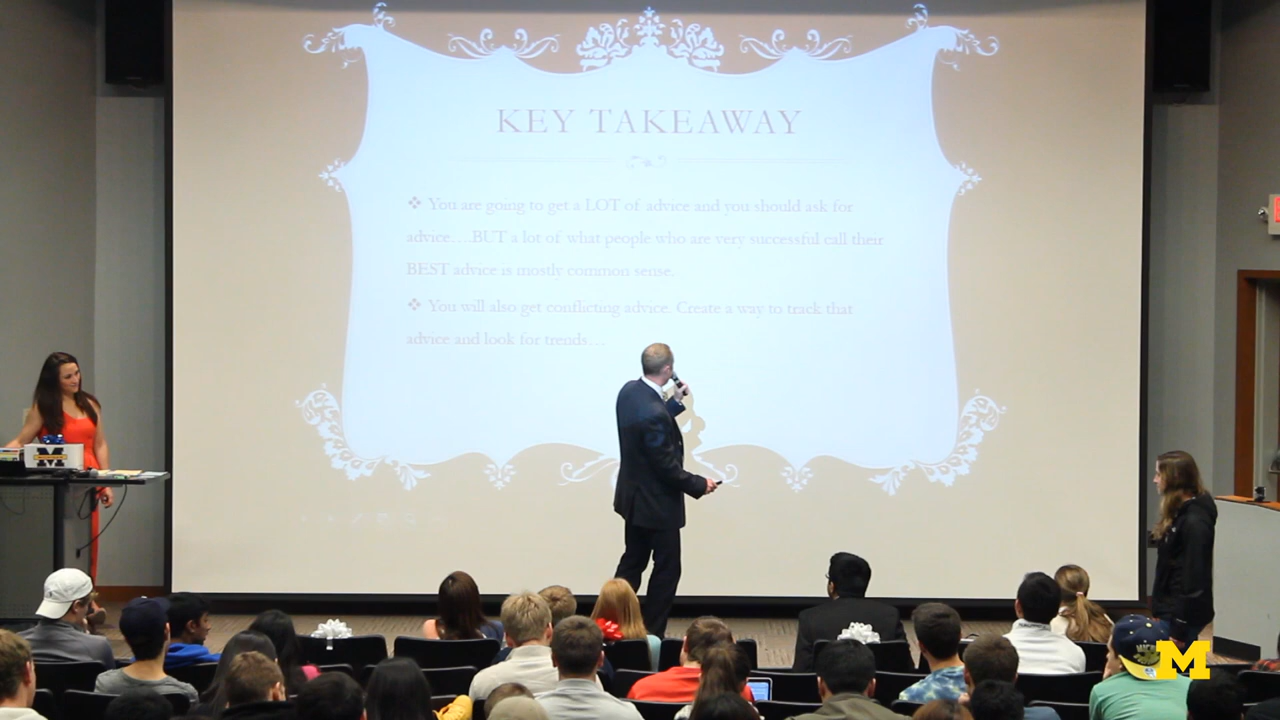 KEY TAKEAWAY
❖ You are going to get a LOT of advice and you should ask for
advice….BUT a lot of what people who are very successful call their
BEST advice is mostly common sense.
❖ You will also get conflicting advice. Create a way to track that
advice and look for trends…
M
M